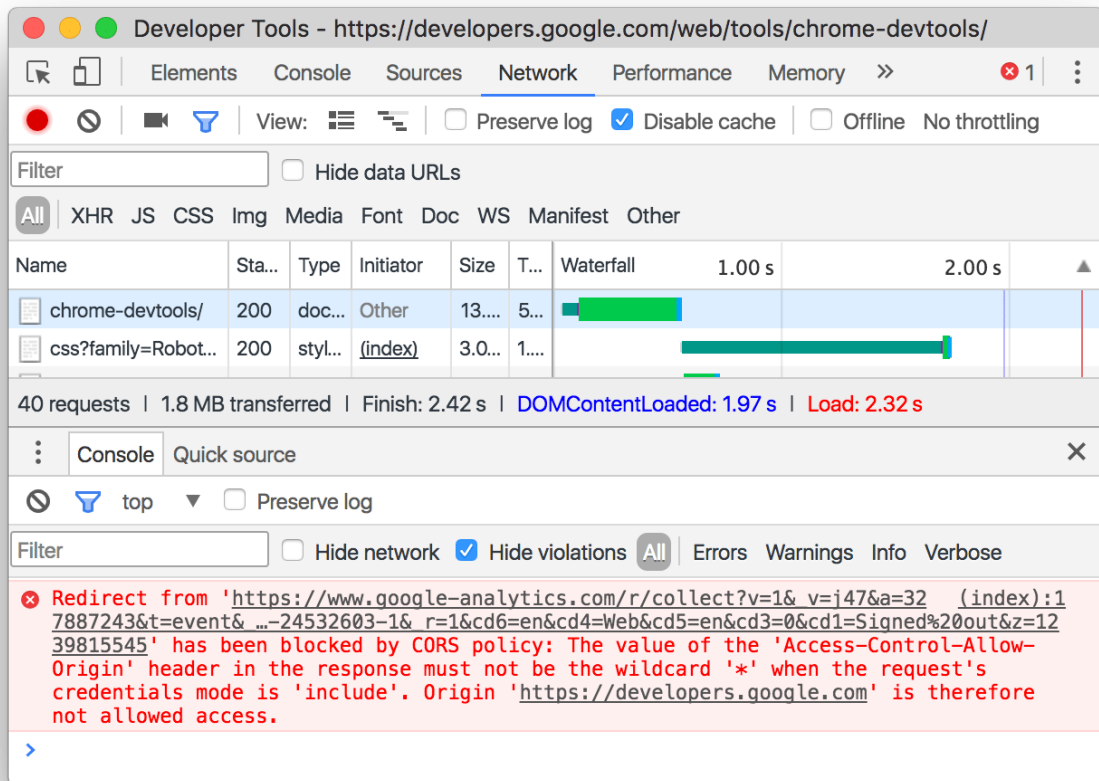 Developer Tools - https://developers.google.com/web/tools/chrome-devtools/
Elements Console Sources Network Performance Memory » 1
View: Preserve log Disable cache Offline No throttling
Filter Hide data URLs
All XHR JS CSS Img Media Font Doc WS Manifest Other
Name Sta... Type Initiator Size T... Waterfall 1.00 s 2.00 s
chrome-devtools/ 200 doc... Other 13.... 5...
css?family=Robot... 200 styl... (index) 3.0... 1....
40 requests | 1.8 MB transferred | Finish: 2.42 s | DOMContentLoaded: 1.97 s | Load: 2.32 s
Console Quick source
top Preserve log
Filter Hide network Hide violations All Errors Warnings Info Verbose
Redirect from 'https://www.google-analytics.com/r/collect?v=1&_v=j47&a=32 (index):1
17887243&t=event&_…-24532603-1&_r=1&cd6=en&cd4=Web&cd5=en&cd3=0&cd1=Signed%20out&z=12
39815545' has been blocked by CORS policy: The value of the 'Access-Control-Allow-
Origin' header in the response must not be the wildcard '*' when the request's
credentials mode is 'include'. Origin 'https://developers.google.com' is therefore
not allowed access.
>